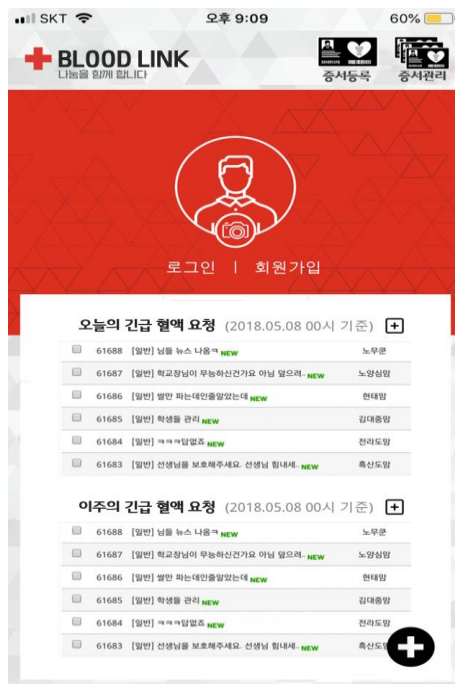 SKT 오후 9:09 60%
BLOOD LINK
나눔을 함께 합니다
증서등록 증서관리
로그인 | 회원가입
오늘의 긴급 혈액 요청 (2018.05.08 00시 기준) +
61688 [일반] 님들 뉴스 나옴ㅋ NEW 노무쿤
61687 [일반] 학교장님이 무능하신건가요 아님 덮으려.. NEW 노양심맘
61686 [일반] 쌀만 파는데인줄알았는데 NEW 현태맘
61685 [일반] 학생들 관리 NEW 김대중맘
61684 [일반] ㅋㅋㅋ답없죠 NEW 전라도맘
61683 [일반] 선생님을 보호해주세요. 선생님 힘내세.. NEW 흑산도맘
이주의 긴급 혈액 요청 (2018.05.08 00시 기준) +
61688 [일반] 님들 뉴스 나옴ㅋ NEW 노무쿤
61687 [일반] 학교장님이 무능하신건가요 아님 덮으려.. NEW 노양심맘
61686 [일반] 쌀만 파는데인줄알았는데 NEW 현태맘
61685 [일반] 학생들 관리 NEW 김대중맘
61684 [일반] ㅋㅋㅋ답없죠 NEW 전라도맘
61683 [일반] 선생님을 보호해주세요. 선생님 힘내세.. NEW 흑산도맘